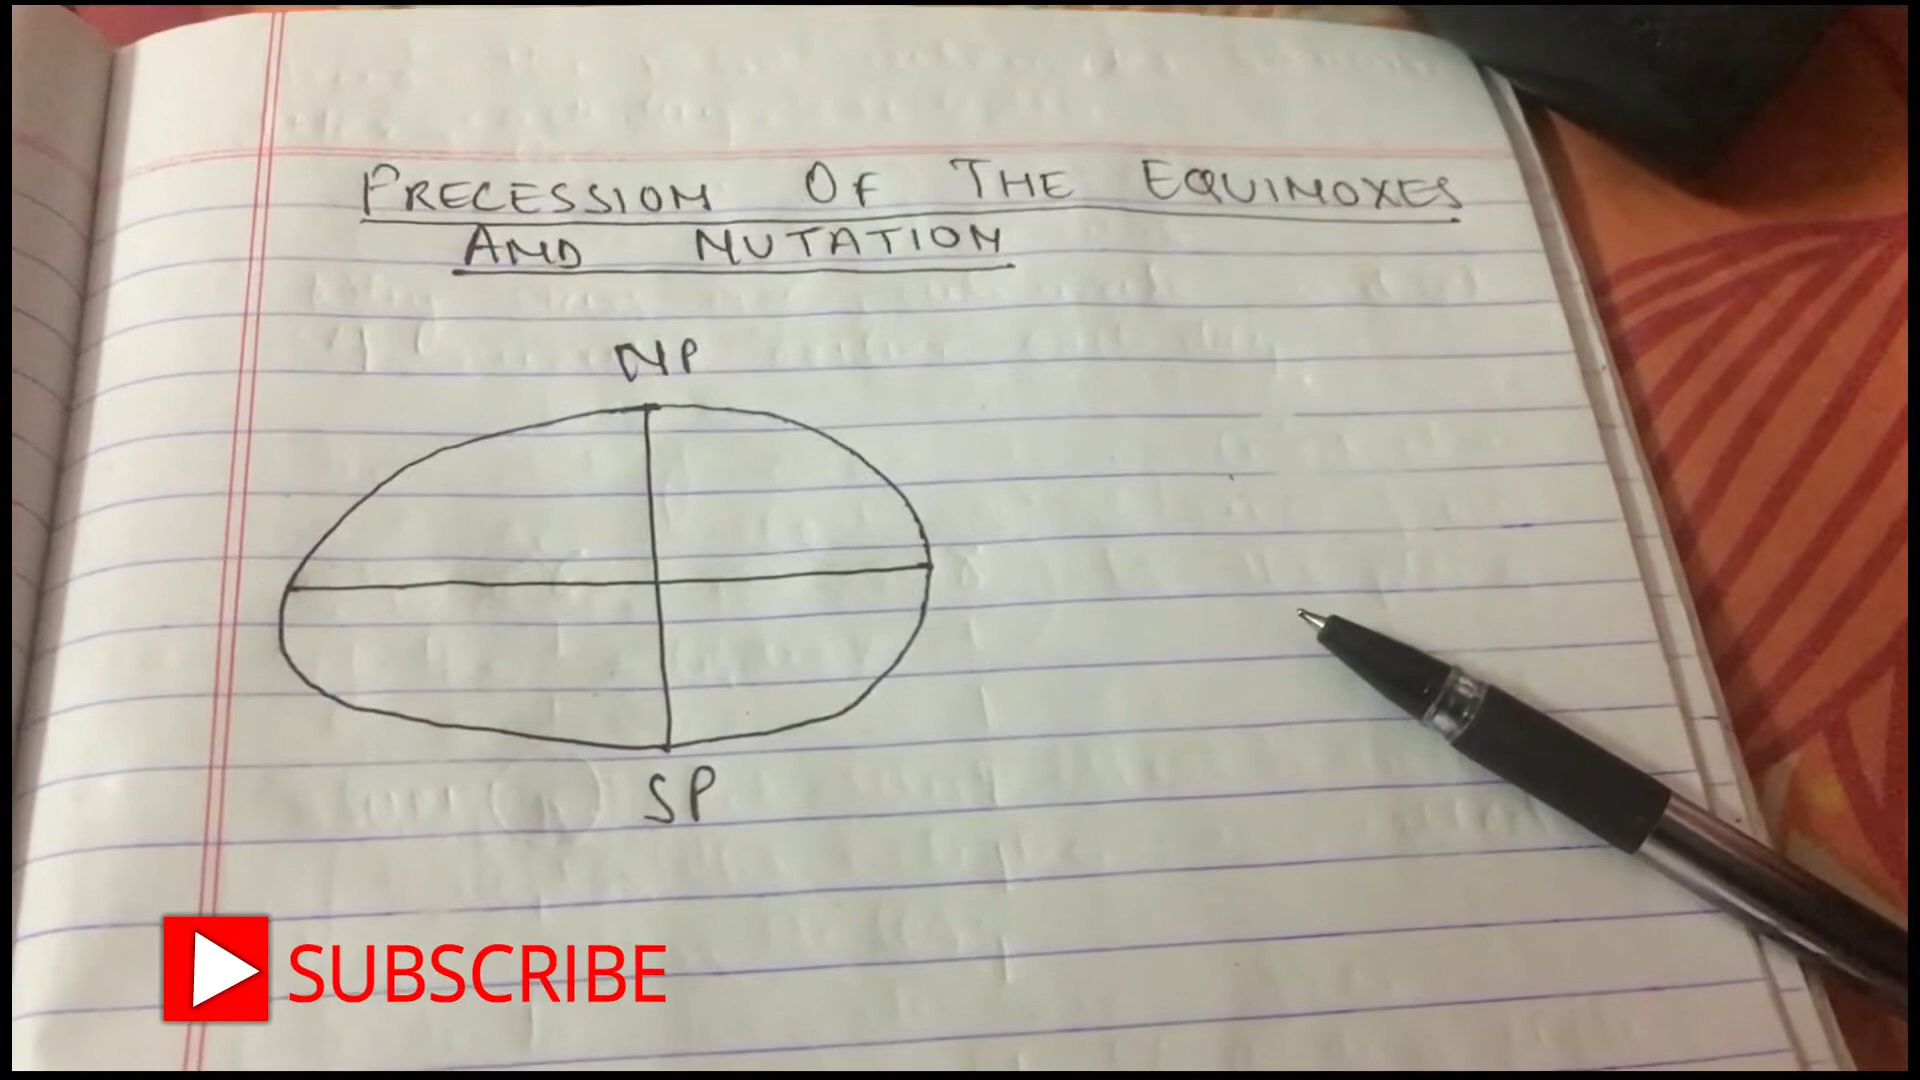 PRECESSION OF THE EQUINOXES
AND NUTATION
NP
SP
SUBSCRIBE